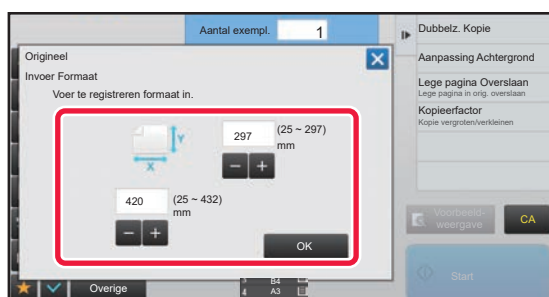 Aantal exempl. 1
Origineel
Invoer Formaat
Voer te registreren formaat in.
Y
X
297 (25 ~ 297)
mm
− +
420 (25 ~ 432)
mm
− +
OK
Dubbelz. Kopie
Aanpassing Achtergrond
Lege pagina Overslaan
Lege pagina in orig. overslaan
Kopieerfactor
Kopie vergroten/verkleinen
Voorbeeld-
weergave
CA
Start
Overige
3 B4
4 A3